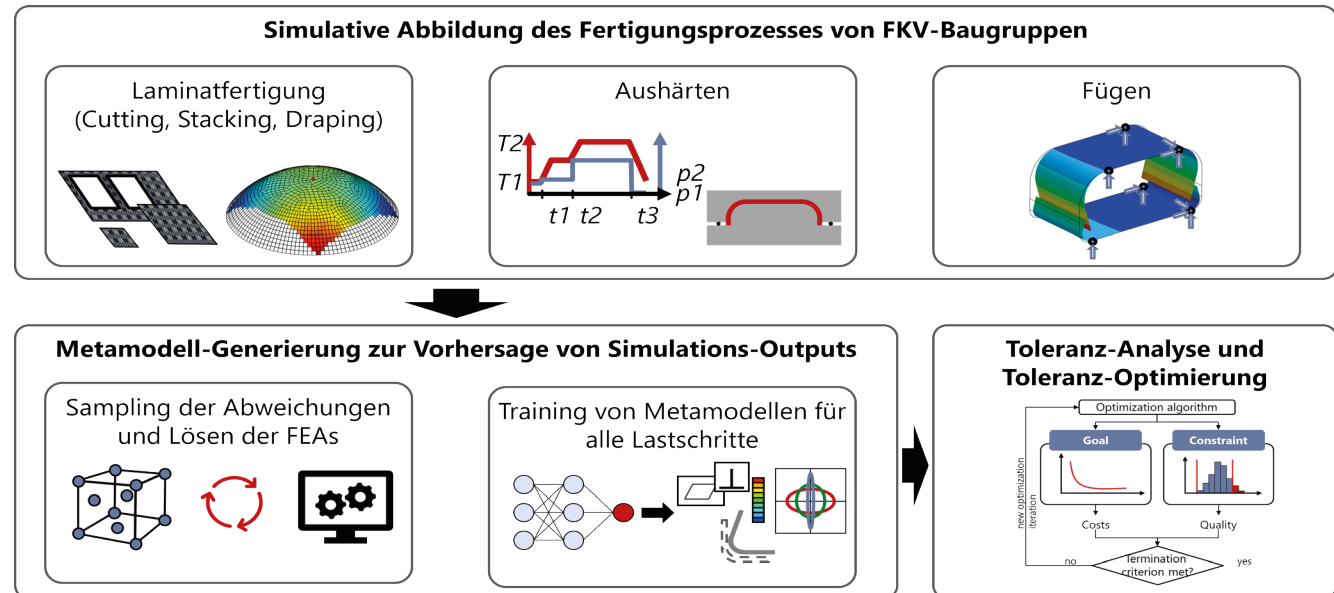 Simulative Abbildung des Fertigungsprozesses von FKV-Baugruppen
Laminatfertigung
(Cutting, Stacking, Draping)
Aushärten
T2
T1
t1
t2
t3
p2
p1
Fügen
Metamodell-Generierung zur Vorhersage von Simulations-Outputs
Sampling der Abweichungen
und Lösen der FEAs
Training von Metamodellen für
alle Lastschritte
Toleranz-Analyse und
Toleranz-Optimierung
Optimization algorithm
Goal
Constraint
Costs
Quality
new optimization
iteration
Termination
criterion met?
no
yes